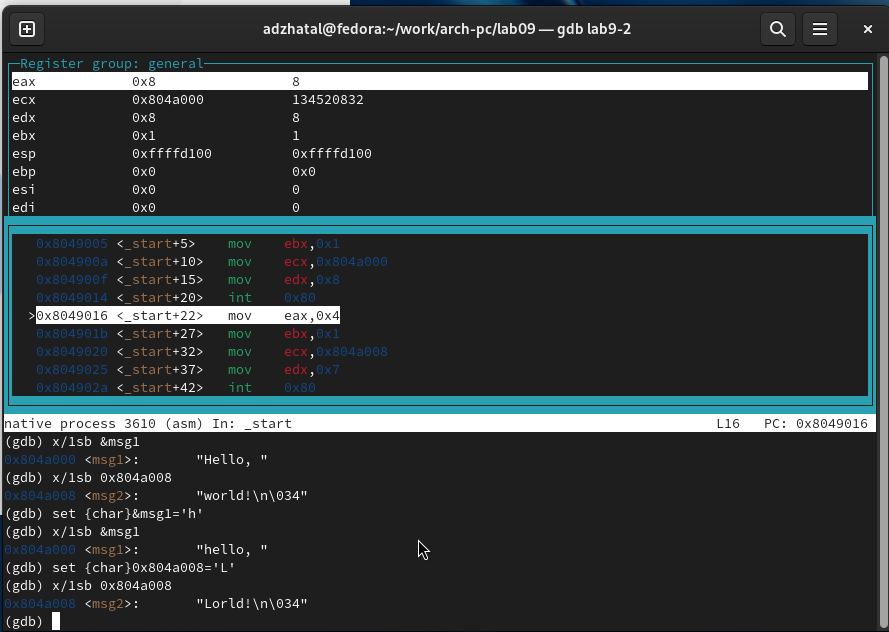 adzhatal@fedora:~/work/arch-pc/lab09 — gdb lab9-2
Register group: general
eax 0x8 8
ecx 0x804a000 134520832
edx 0x8 8
ebx 0x1 1
esp 0xffffd100 0xffffd100
ebp 0x0 0x0
esi 0x0 0
edi 0x0 0
0x8049005 <_start+5> mov ebx,0x1
0x804900a <_start+10> mov ecx,0x804a000
0x804900f <_start+15> mov edx,0x8
0x8049014 <_start+20> int 0x80
>0x8049016 <_start+22> mov eax,0x4
0x804901b <_start+27> mov ebx,0x1
0x8049020 <_start+32> mov ecx,0x804a008
0x8049025 <_start+37> mov edx,0x7
0x804902a <_start+42> int 0x80
native process 3610 (asm) In: _start L16 PC: 0x8049016
(gdb) x/1sb &msg1
0x804a000 <msg1>: "Hello, "
(gdb) x/1sb 0x804a008
0x804a008 <msg2>: "world!\n\034"
(gdb) set {char}&msg1='h'
(gdb) x/1sb &msg1
0x804a000 <msg1>: "hello, "
(gdb) set {char}0x804a008='L'
(gdb) x/1sb 0x804a008
0x804a008 <msg2>: "Lorld!\n\034"
(gdb)